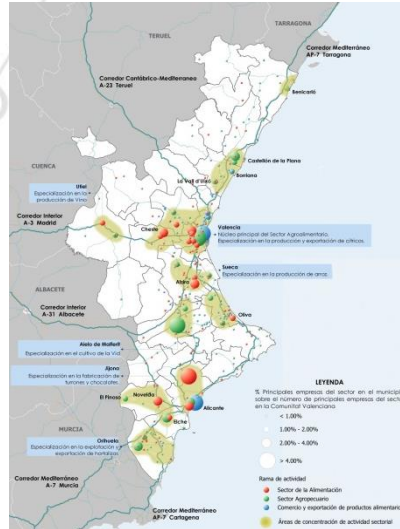 TARRAGONA
TERUEL
Corredor Mediterráneo
AP-7 Tarragona
Corredor Cantábrico-Mediterraneo
A-23 Teruel
Benicarló
CUENCA
Castellón de la Plana
La Vall d'Uixó
Borriana
Utiel
Especialización en la
producción de Vino
Corredor Interior
A-3 Madrid
Cheste
Valencia
Núcleo principal del Sector Agroalimentario.
Especialización en la producción y exportación de cítricos.
Sueca
Especialización en la producción de arroz.
ALBACETE
Alzira
Corredor Interior
A-31 Albacete
Oliva
Aielo de Malferit
Especialización en el cultivo de la Vid
Jijona
Especialización en la fabricación de
turrones y chocolates
El Pinoso
Novelda
Alicante
Elche
MURCIA
Orihuela
Especialización en la explotación y
exportación de hortalizas
Corredor Mediterráneo
A-7 Murcia
Corredor Mediterráneo
AP-7 Cartagena
LEYENDA
% Principales empresas del sector en el municipi
sobre el número de principales empresas del sect
en la Comunitat Valenciana
< 1.00%
1.00% - 2.00%
2.00% - 4.00%
> 4.00%
Rama de actividad
Sector de la Alimentación
Sector Agropecuario
Comercio y exportación de productos alimentario
Áreas de concentración de actividad sectorial